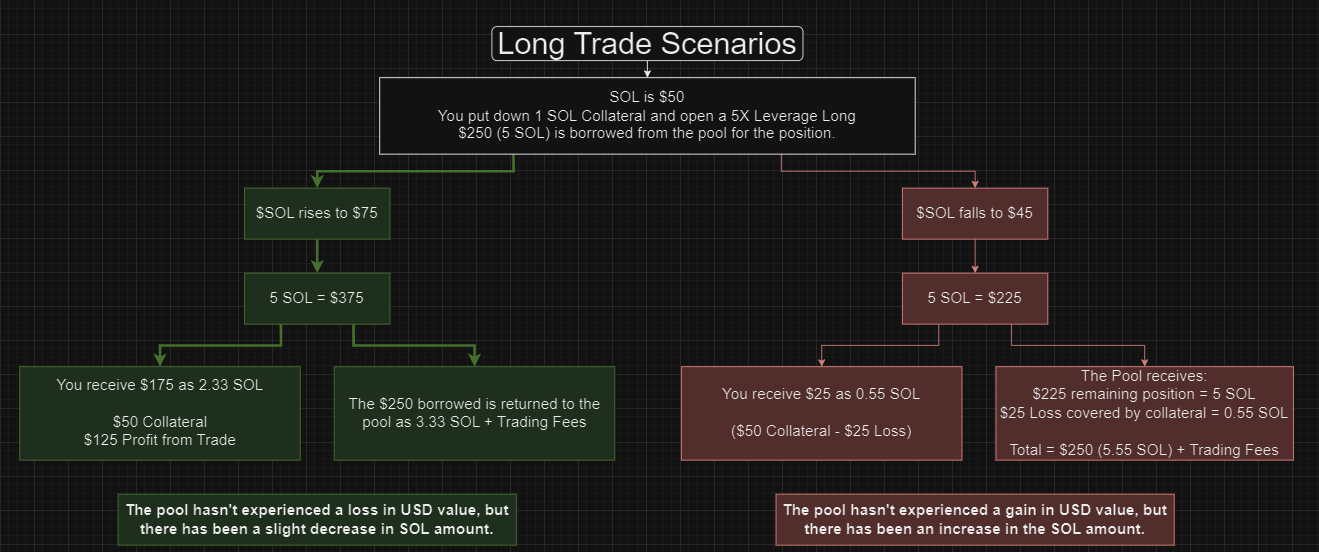 Long Trade Scenarios
SOL is $50
You put down 1 SOL Collateral and open a 5X Leverage Long
$250 (5 SOL) is borrowed from the pool for the position.
$SOL rises to $75
5 SOL = $375
You receive $175 as 2.33 SOL
$50 Collateral
$125 Profit from Trade
The $250 borrowed is returned to the
pool as 3.33 SOL + Trading Fees
The pool hasn't experienced a loss in USD value, but
there has been a slight decrease in SOL amount.
$SOL falls to $45
5 SOL = $225
You receive $25 as 0.55 SOL
($50 Collateral - $25 Loss)
The Pool receives:
$225 remaining position = 5 SOL
$25 Loss covered by collateral = 0.55 SOL
Total = $250 (5.55 SOL) + Trading Fees
The pool hasn't experienced a gain in USD value, but
there has been an increase in the SOL amount.